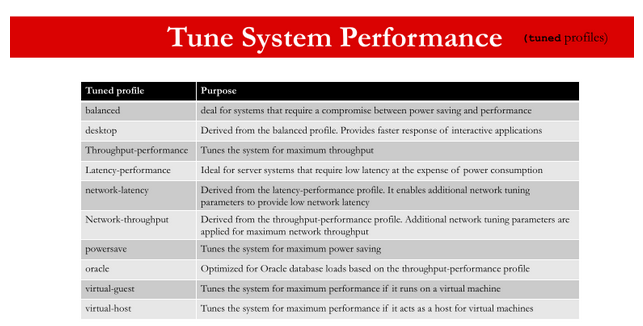 Tune System Performance (tuned profiles)
Tuned profile Purpose
balanced deal for systems that require a compromise between power saving and performance
desktop Derived from the balanced profile. Provides faster response of interactive applications
Throughput-performance Tunes the system for maximum throughput
Latency-performance Ideal for server systems that require low latency at the expense of power consumption
network-latency Derived from the latency-performance profile. It enables additional network tuning
parameters to provide low network latency
Network-throughput Derived from the throughput-performance profile. Additional network tuning parameters are
applied for maximum network throughput
powersave Tunes the system for maximum power saving
oracle Optimized for Oracle database loads based on the throughput-performance profile
virtual-guest Tunes the system for maximum performance if it runs on a virtual machine
virtual-host Tunes the system for maximum performance if it acts as a host for virtual machines